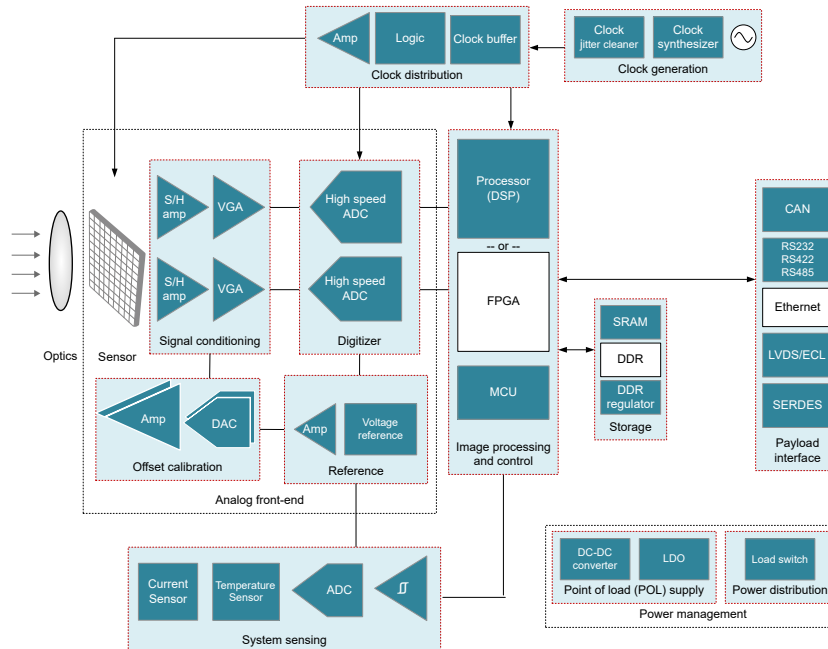 Amp
Logic
Clock buffer
Clock distribution
Clock
jitter cleaner
Clock
synthesizer
Clock generation
S/H
amp
VGA
High speed
ADC
S/H
amp
VGA
High speed
ADC
Optics
Sensor
Signal conditioning
Digitizer
Processor
(DSP)
-- or --
FPGA
MCU
Image processing
and control
SRAM
DDR
DDR
regulator
Storage
CAN
RS232
RS422
RS485
Ethernet
LVDS/ECL
SERDES
Payload
interface
Amp
DAC
Offset calibration
Amp
Voltage
reference
Reference
Analog front-end
Current
Sensor
Temperature
Sensor
ADC
System sensing
DC-DC
converter
LDO
Point of load (POL) supply
Load switch
Power distribution
Power management